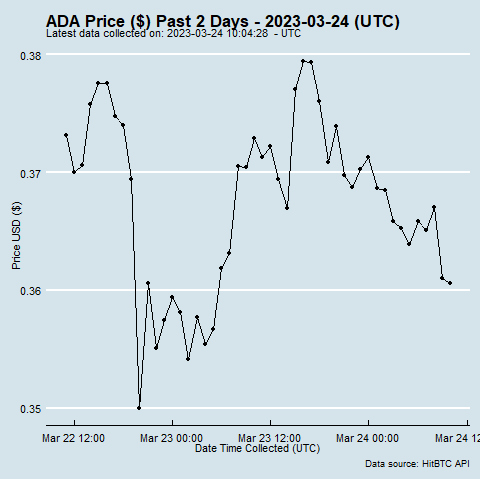 ADA Price ($) Past 2 Days - 2023-03-24 (UTC)
Latest data collected on: 2023-03-24 10:04:28 - UTC
0.38
0.37
0.36
0.35
Price USD ($)
Mar 22 12:00 Mar 23 00:00 Mar 23 12:00 Mar 24 00:00 Mar 24 12
Date Time Collected (UTC)
Data source: HitBTC API